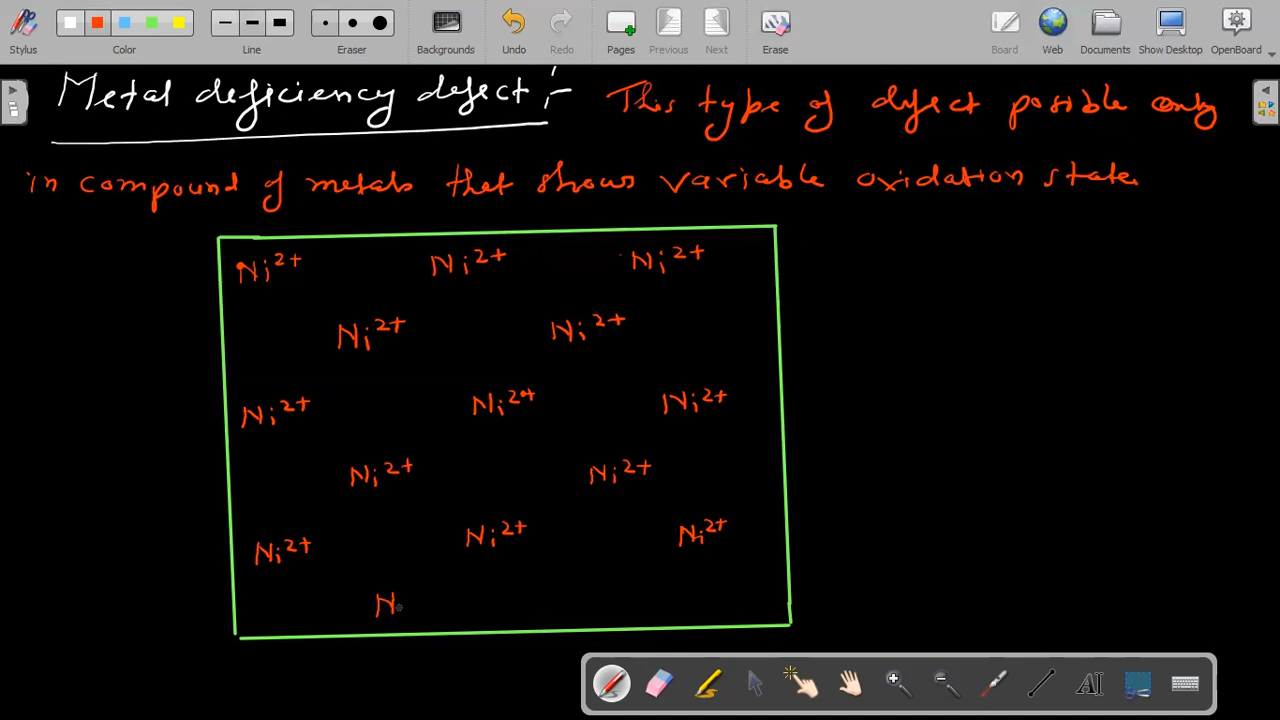 Stylus Color Line Eraser Backgrounds Undo Redo Pages Previous Next Erase Board Web Documents Show Desktop OpenBoard
Metal deficiency defect :- This type of defect possible only
in compound of metals that shows variable oxidation state
Ni2+ Ni2+ Ni2+
Ni2+ Ni2+
Ni2+ Ni2+ Ni2+
Ni2+ Ni2+
Ni2+ Ni2+ Ni2+
N
AI